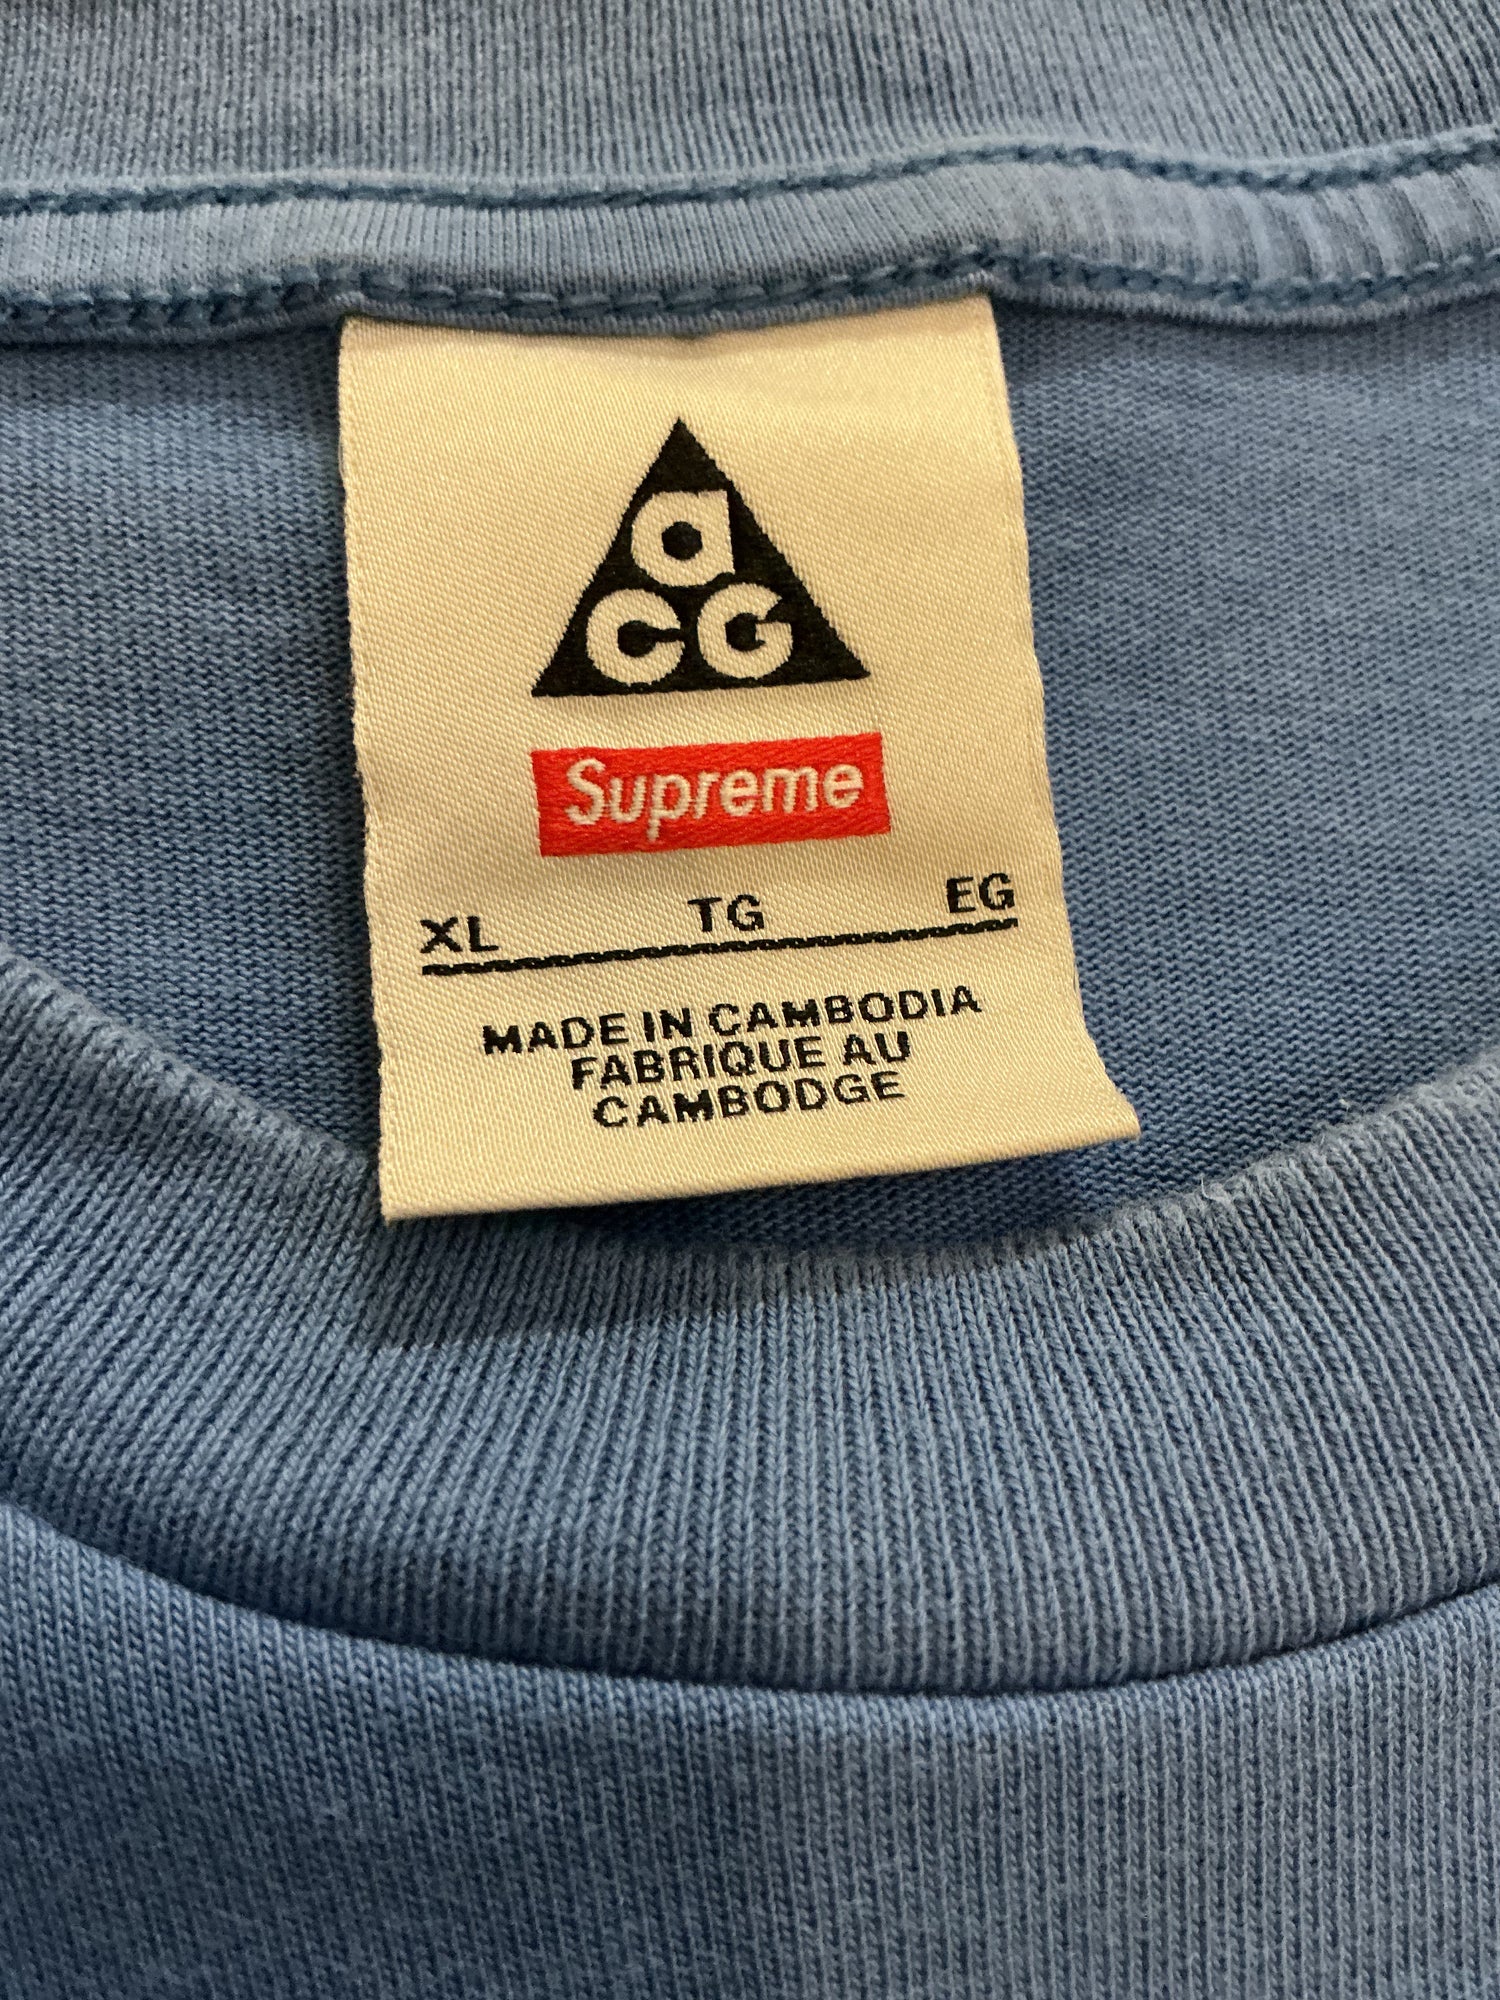 a
CG
Supreme
XL TG EG
MADE IN CAMBODIA
FABRIQUE AU
CAMBODGE